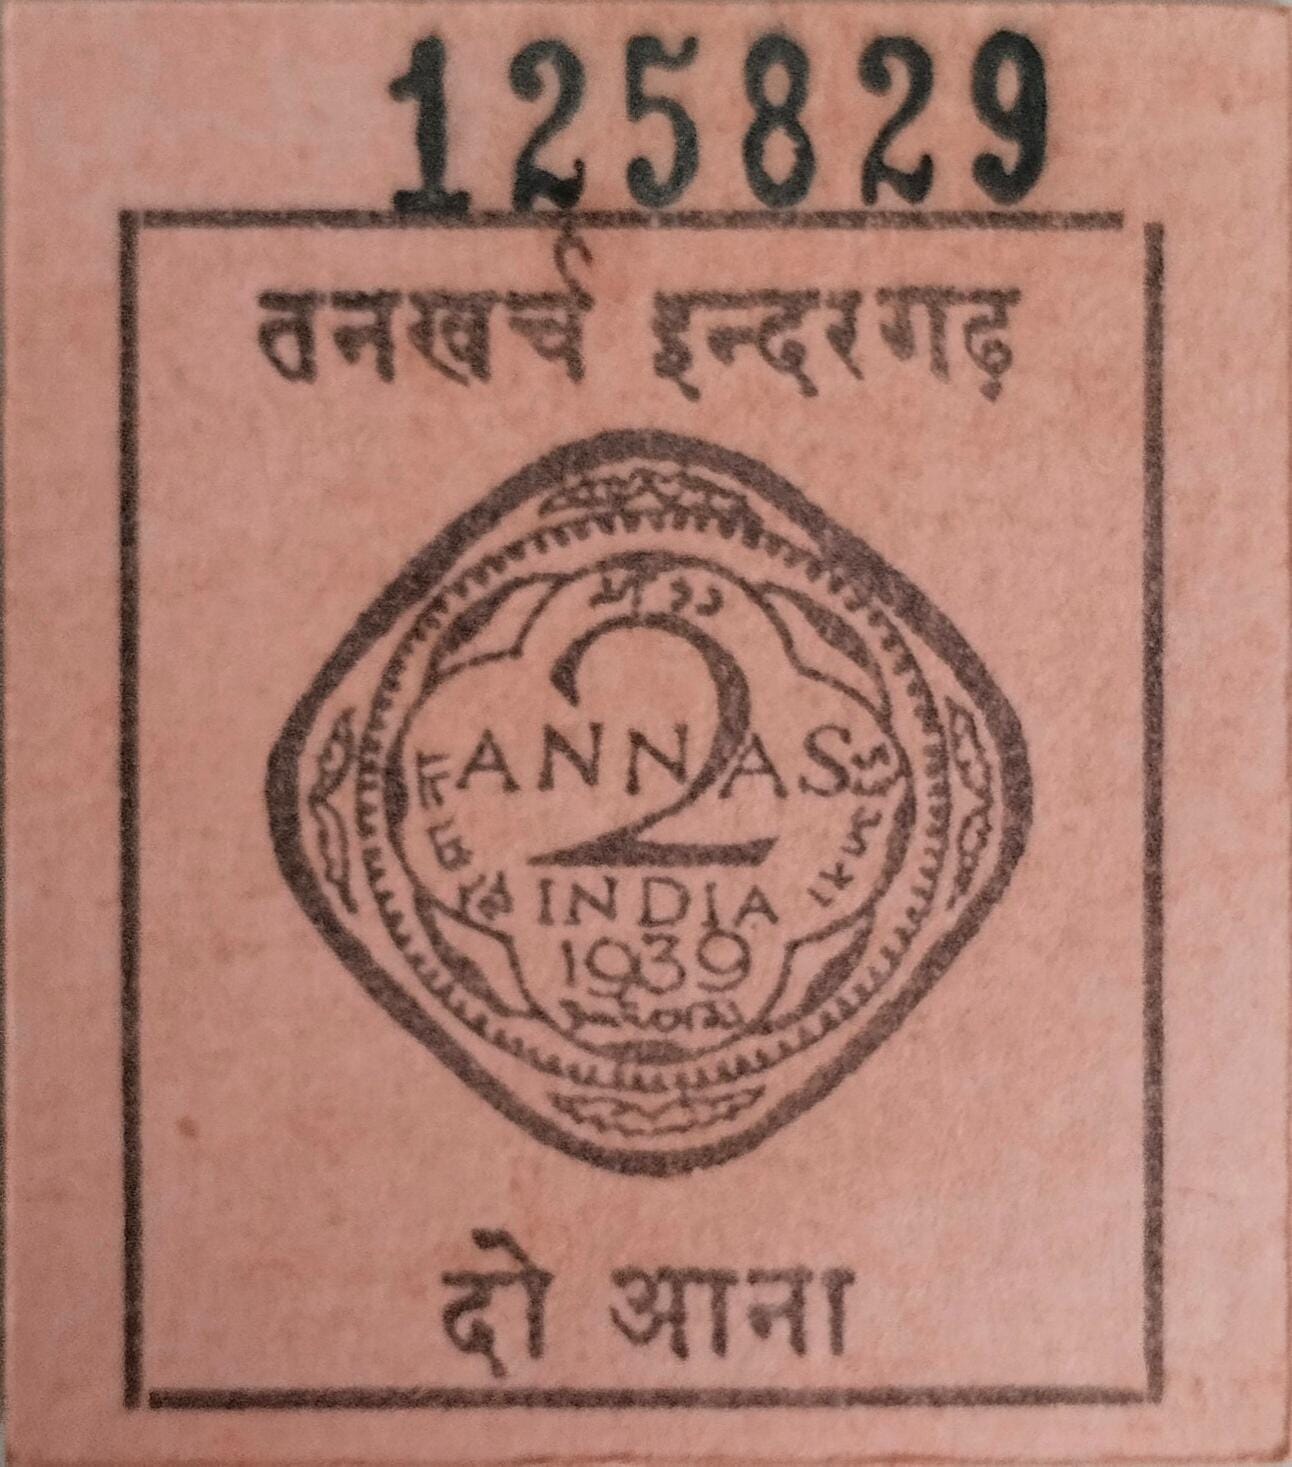 125829
तनखर्च इन्दरगढ़
2
ANNAS
INDIA
1939
दो आना